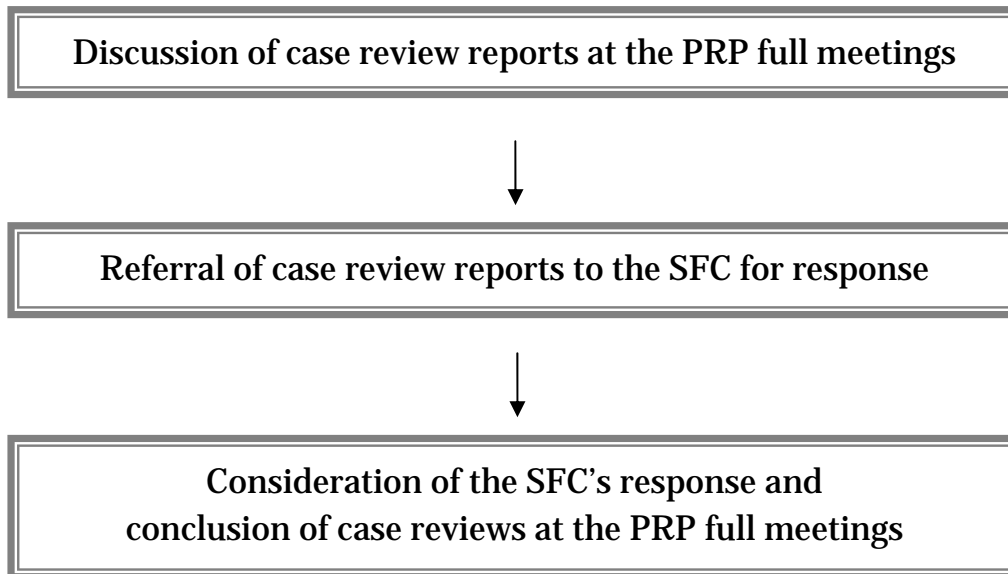 Discussion of case review reports at the PRP full meetings
Referral of case review reports to the SFC for response
Consideration of the SFC’s response and
conclusion of case reviews at the PRP full meetings